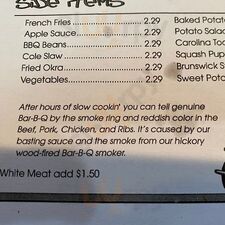 Side Items
French Fries 2.29 Baked Potato
Apple Sauce 2.29 Potato Salad
BBQ Beans 2.29 Carolina Too
Cole Slaw 2.29 Squash Pup
Fried Okra 2.29 Brunswick S
Vegetables 2.29 Sweet Pota
After hours of slow cookin' you can tell genuine
Bar-B-Q by the smoke ring and reddish color in the
Beef, Pork, Chicken, and Ribs. It's caused by our
basting sauce and the smoke from our hickory
wood-fired Bar-B-Q smoker.
White Meat add $1.50